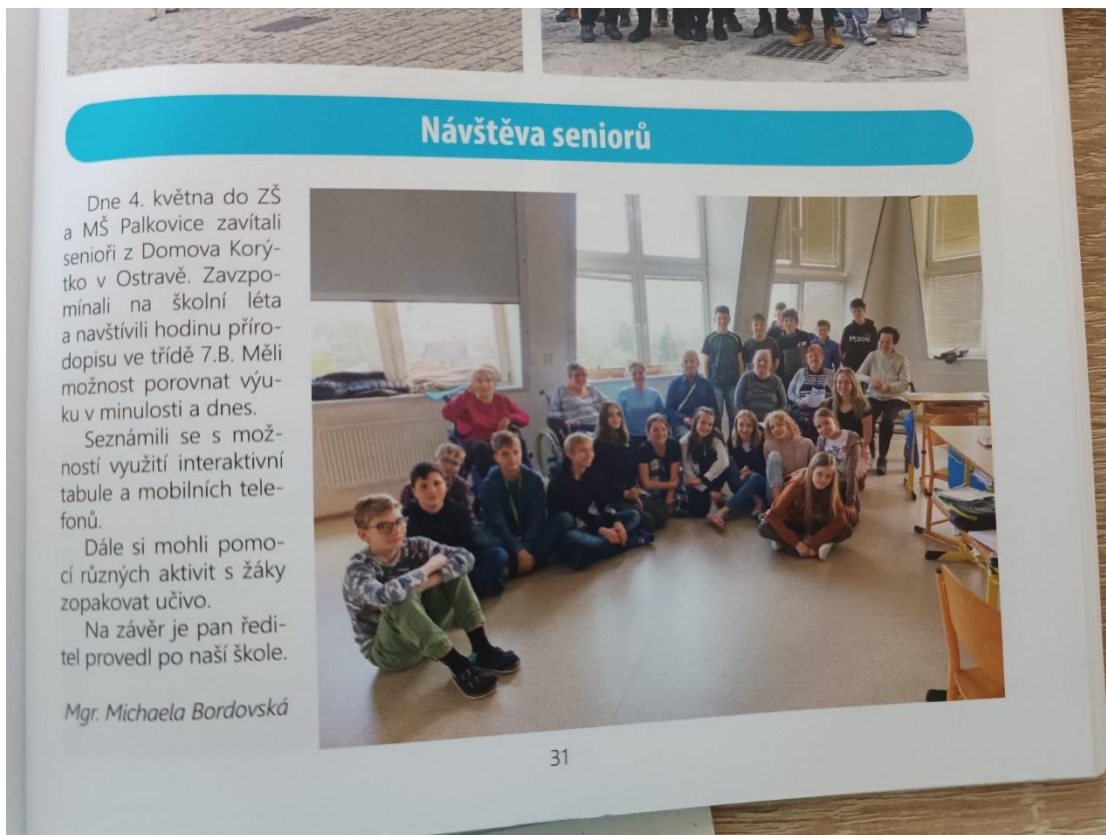 Návštěva seniorů
Dne 4. května do ZŠ
a MŠ Palkovice zavítali
senioři z Domova Korý-
tko v Ostravě. Zavzpo-
mínali na školní léta
a navštívili hodinu příro-
dopisu ve třídě 7.B. Měli
možnost porovnat výu-
ku v minulosti a dnes.
Seznámili se s mož-
ností využití interaktivní
tabule a mobilních tele-
fonů.
Dále si mohli pomo-
cí různých aktivit s žáky
zopakovat učivo.
Na závěr je pan ředi-
tel provedl po naší škole.
Mgr. Michaela Bordovská
31